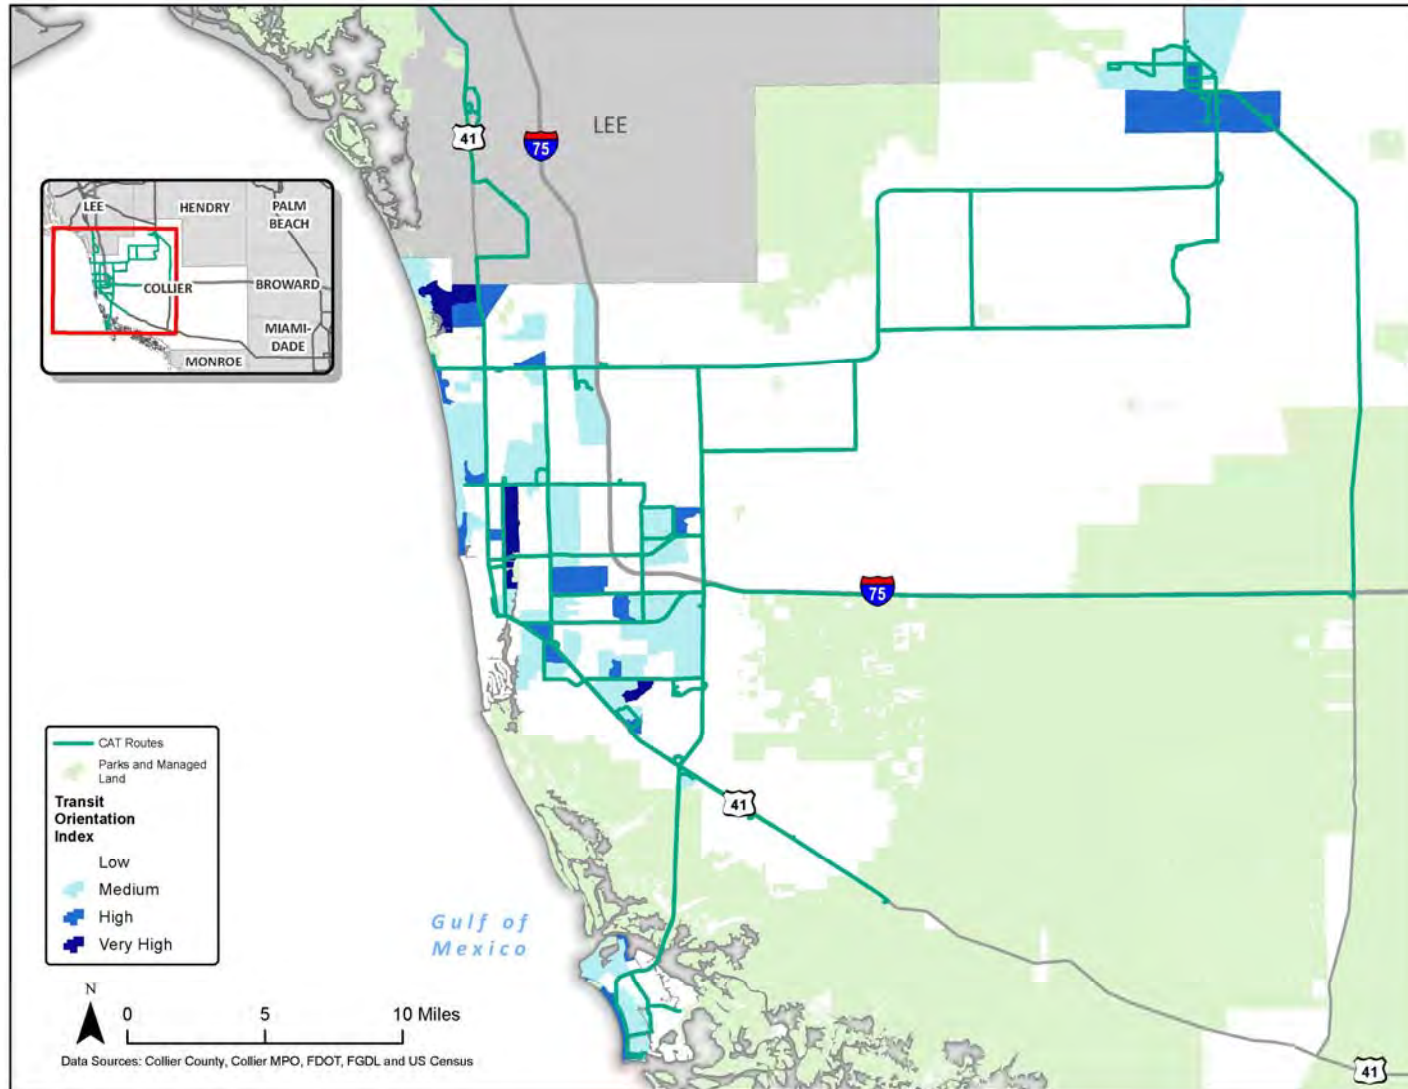 41
75
LEE
LEE
HENDRY
PALM
BEACH
COLLIER
BROWARD
MIAMI-
DADE
MONROE
75
CAT Routes
Parks and Managed
Land
Transit
Orientation
Index
Low
Medium
High
Very High
41
Gulf of
Mexico
N
0 5 10 Miles
Data Sources: Collier County, Collier MPO, FDOT, FGDL and US Census
41